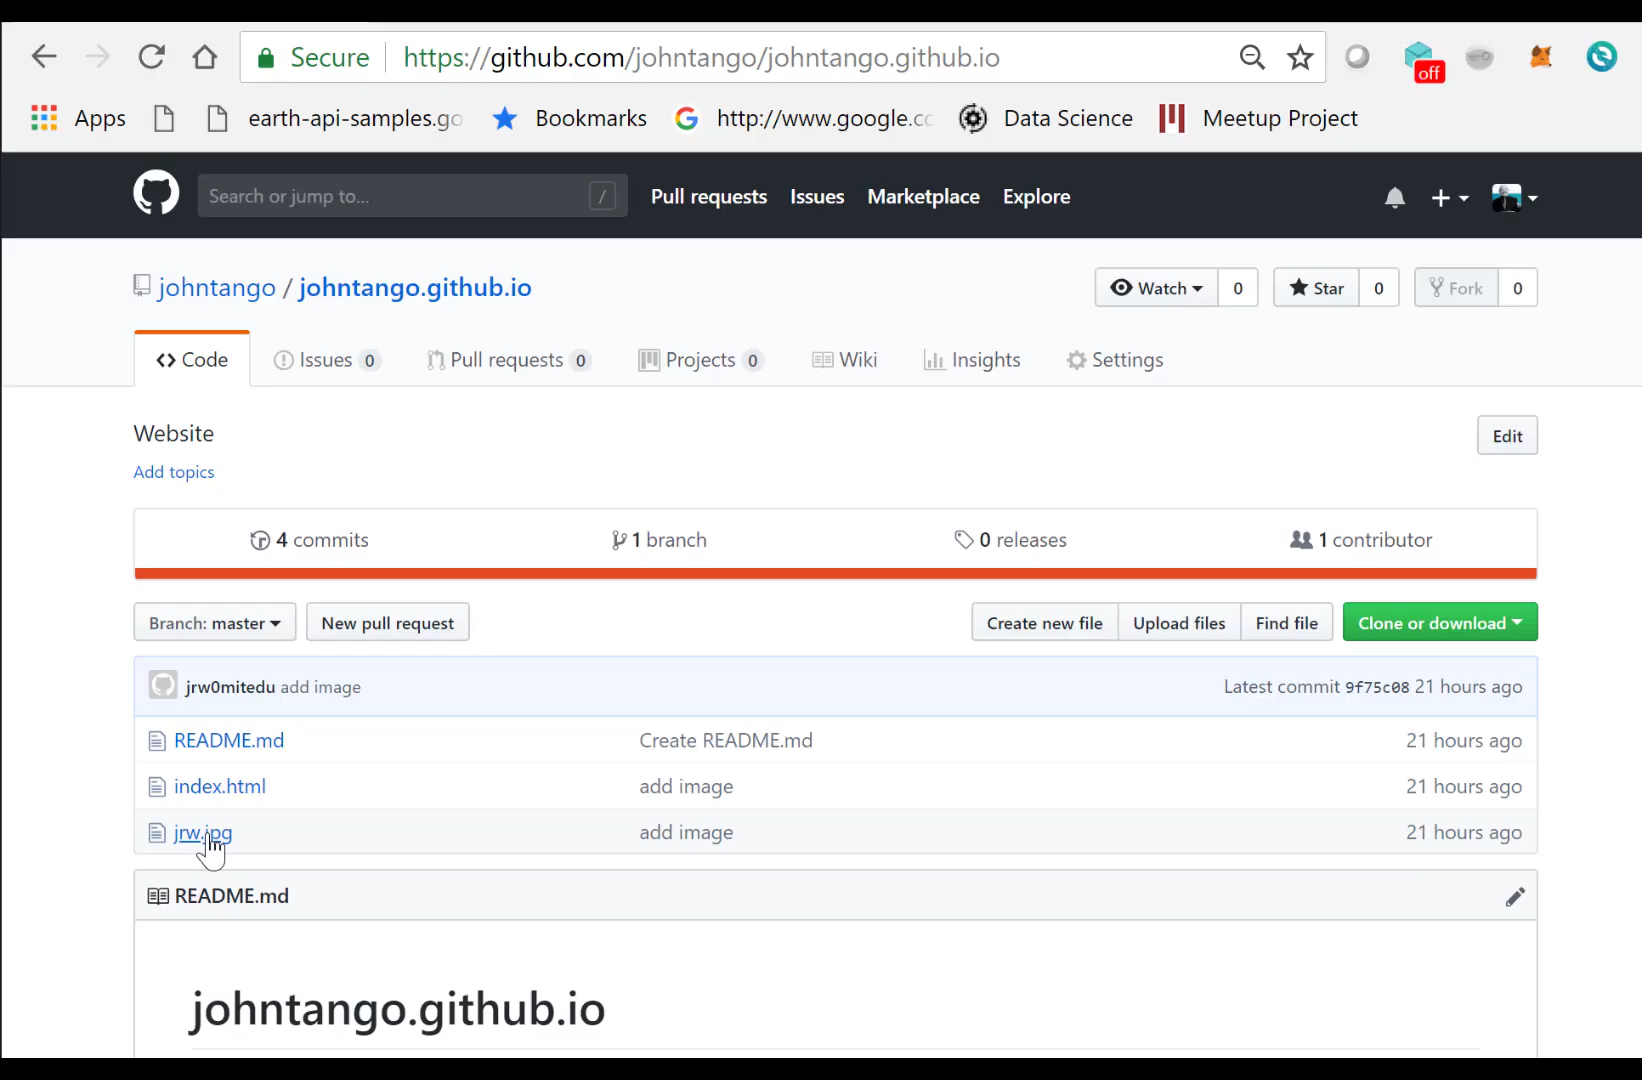 Secure https://github.com/johntango/johntango.github.io
off
Apps earth-api-samples.go Bookmarks http://www.google.cc Data Science Meetup Project
Search or jump to... / Pull requests Issues Marketplace Explore
johntango / johntango.github.io Watch 0 Star 0 Fork 0
Code Issues 0 Pull requests 0 Projects 0 Wiki Insights Settings
Website Edit
Add topics
4 commits 1 branch 0 releases 1 contributor
Branch: master New pull request Create new file Upload files Find file Clone or download
jrw0mitedu add image Latest commit 9f75c08 21 hours ago
README.md Create README.md 21 hours ago
index.html add image 21 hours ago
jrw.jpg add image 21 hours ago
README.md
johntango.github.io